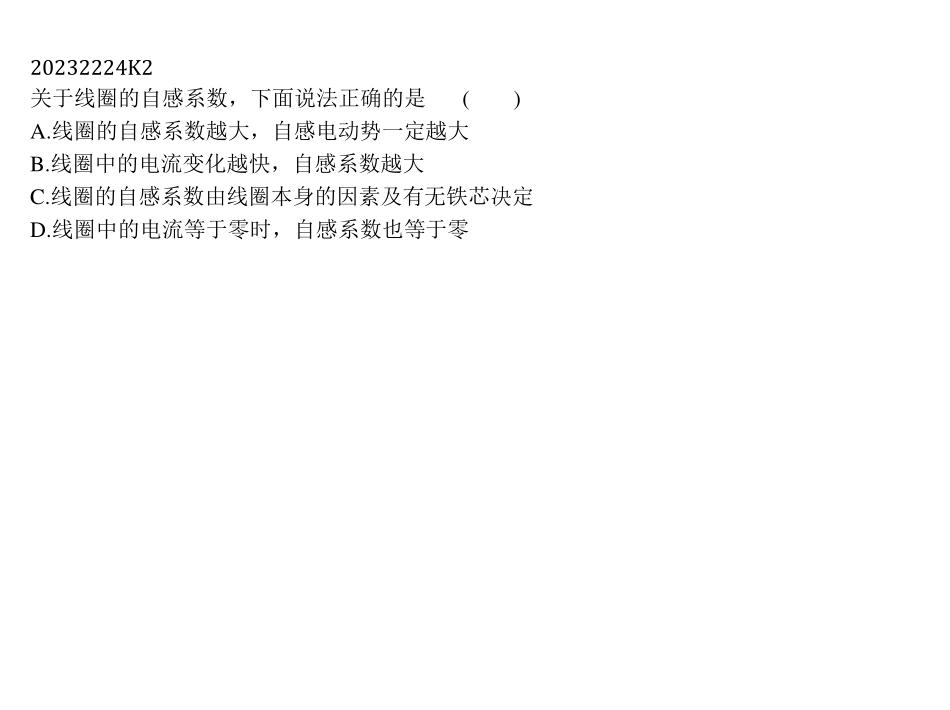 20232224K2
关于线圈的自感系数，下面说法正确的是　(　　)
A.线圈的自感系数越大，自感电动势一定越大
B.线圈中的电流变化越快，自感系数越大
C.线圈的自感系数由线圈本身的因素及有无铁芯决定
D.线圈中的电流等于零时，自感系数也等于零